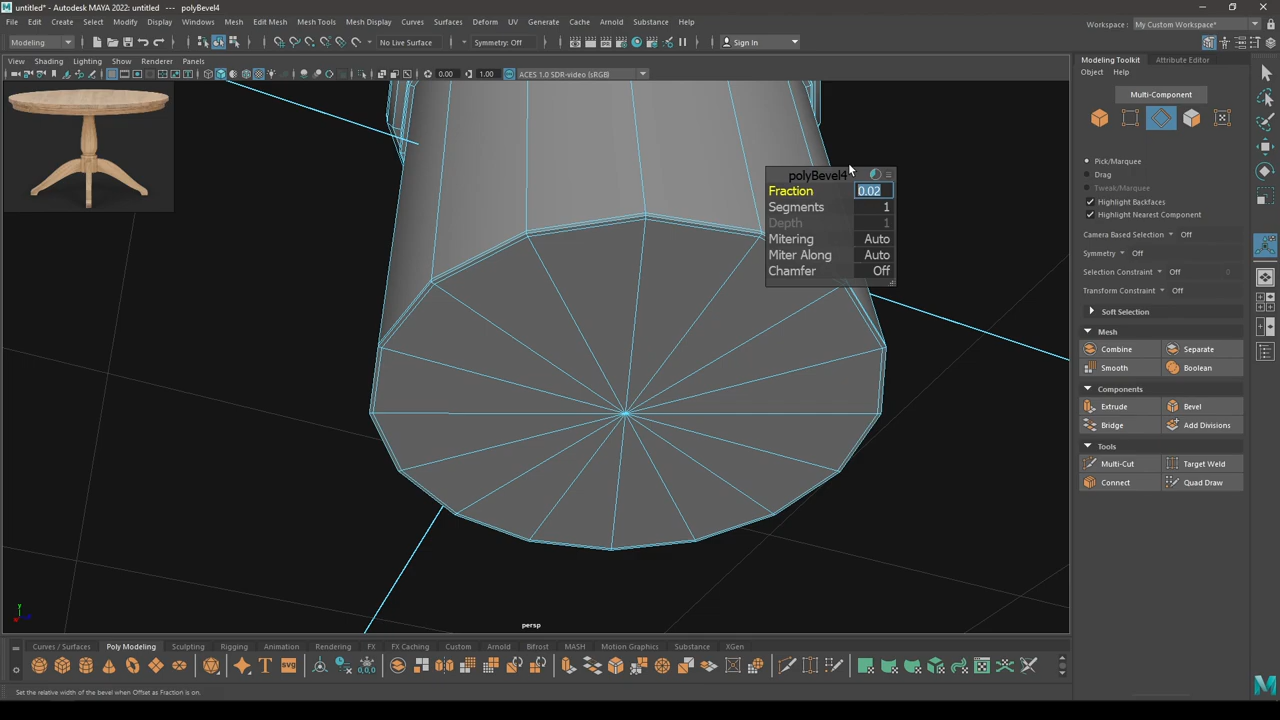 untitled* - Autodesk MAYA 2022: untitled --- polyBevel4
File Edit Create Select Modify Display Windows Mesh Edit Mesh Mesh Tools Mesh Display Curves Surfaces Deform UV Generate Cache Arnold Substance Help
Workspace : My Custom Workspace*
Modeling No Live Surface Symmetry: Off Sign In
View Shading Lighting Show Renderer Panels
0.00 1.00 ACES 1.0 SDR-video (sRGB)
Modeling Toolkit Attribute Editor
Object Help
Multi-Component
Pick/Marquee
Drag
Tweak/Marquee
Highlight Backfaces
Highlight Nearest Component
Camera Based Selection Off
Symmetry Off
Selection Constraint Off 0
Transform Constraint Off
Soft Selection
Mesh
Combine Separate
Smooth Boolean
Components
Extrude Bevel
Bridge Add Divisions
Tools
Multi-Cut Target Weld
Connect Quad Draw
polyBevel4
Fraction 0.02
Segments 1
Depth 1
Mitering Auto
Miter Along Auto
Chamfer Off
persp
Curves / Surfaces Poly Modeling Sculpting Rigging Animation Rendering FX FX Caching Custom Arnold Bifrost MASH Motion Graphics Substance XGen
Set the relative width of the bevel when Offset as Fraction is on.